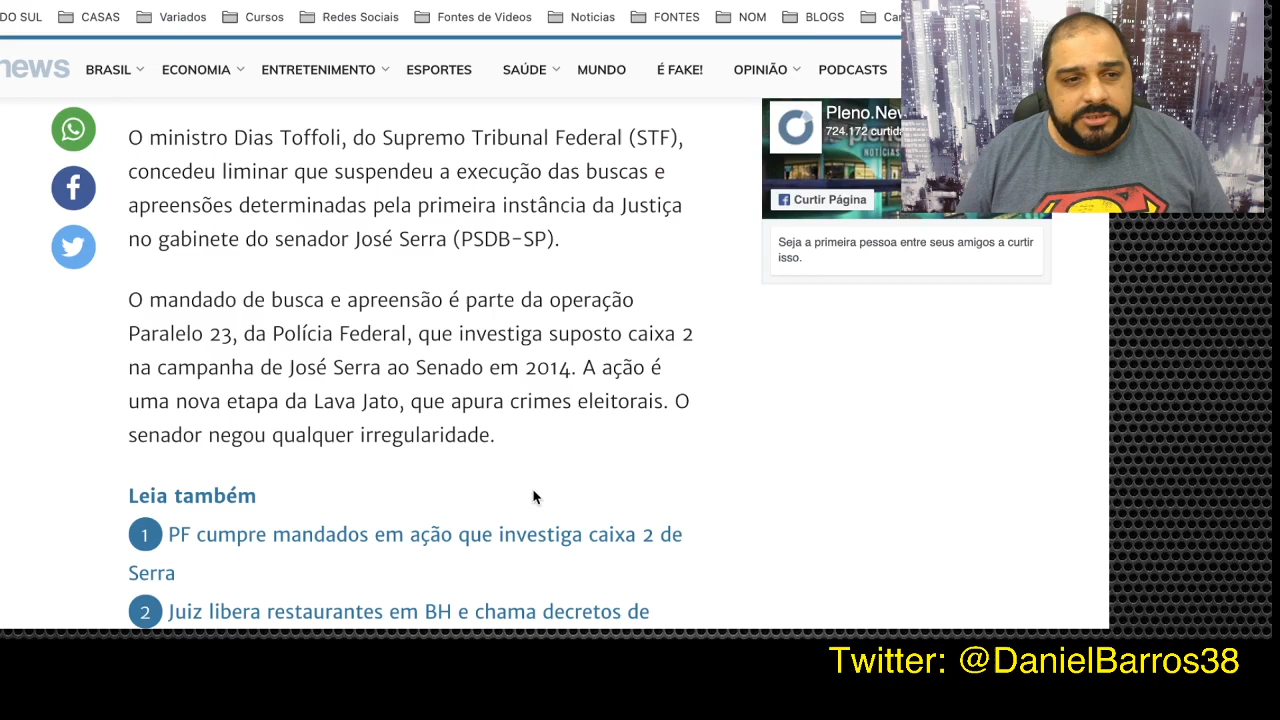 DO SUL CASAS Variados Cursos Redes Sociais Fontes de Videos Noticias FONTES NOM BLOGS
news BRASIL ECONOMIA ENTRETENIMENTO ESPORTES SAÚDE MUNDO É FAKE! OPINIÃO PODCASTS
O ministro Dias Toffoli, do Supremo Tribunal Federal (STF),
concedeu liminar que suspendeu a execução das buscas e
apreensões determinadas pela primeira instância da Justiça
no gabinete do senador José Serra (PSDB-SP).
O mandado de busca e apreensão é parte da operação
Paralelo 23, da Polícia Federal, que investiga suposto caixa 2
na campanha de José Serra ao Senado em 2014. A ação é
uma nova etapa da Lava Jato, que apura crimes eleitorais. O
senador negou qualquer irregularidade.
Leia também
1 PF cumpre mandados em ação que investiga caixa 2 de
Serra
2 Juiz libera restaurantes em BH e chama decretos de
Pleno.New
724.172 curtid
NOTÍCIAS
Curtir Página
Seja a primeira pessoa entre seus amigos a curtir
isso.
Twitter: @DanielBarros38